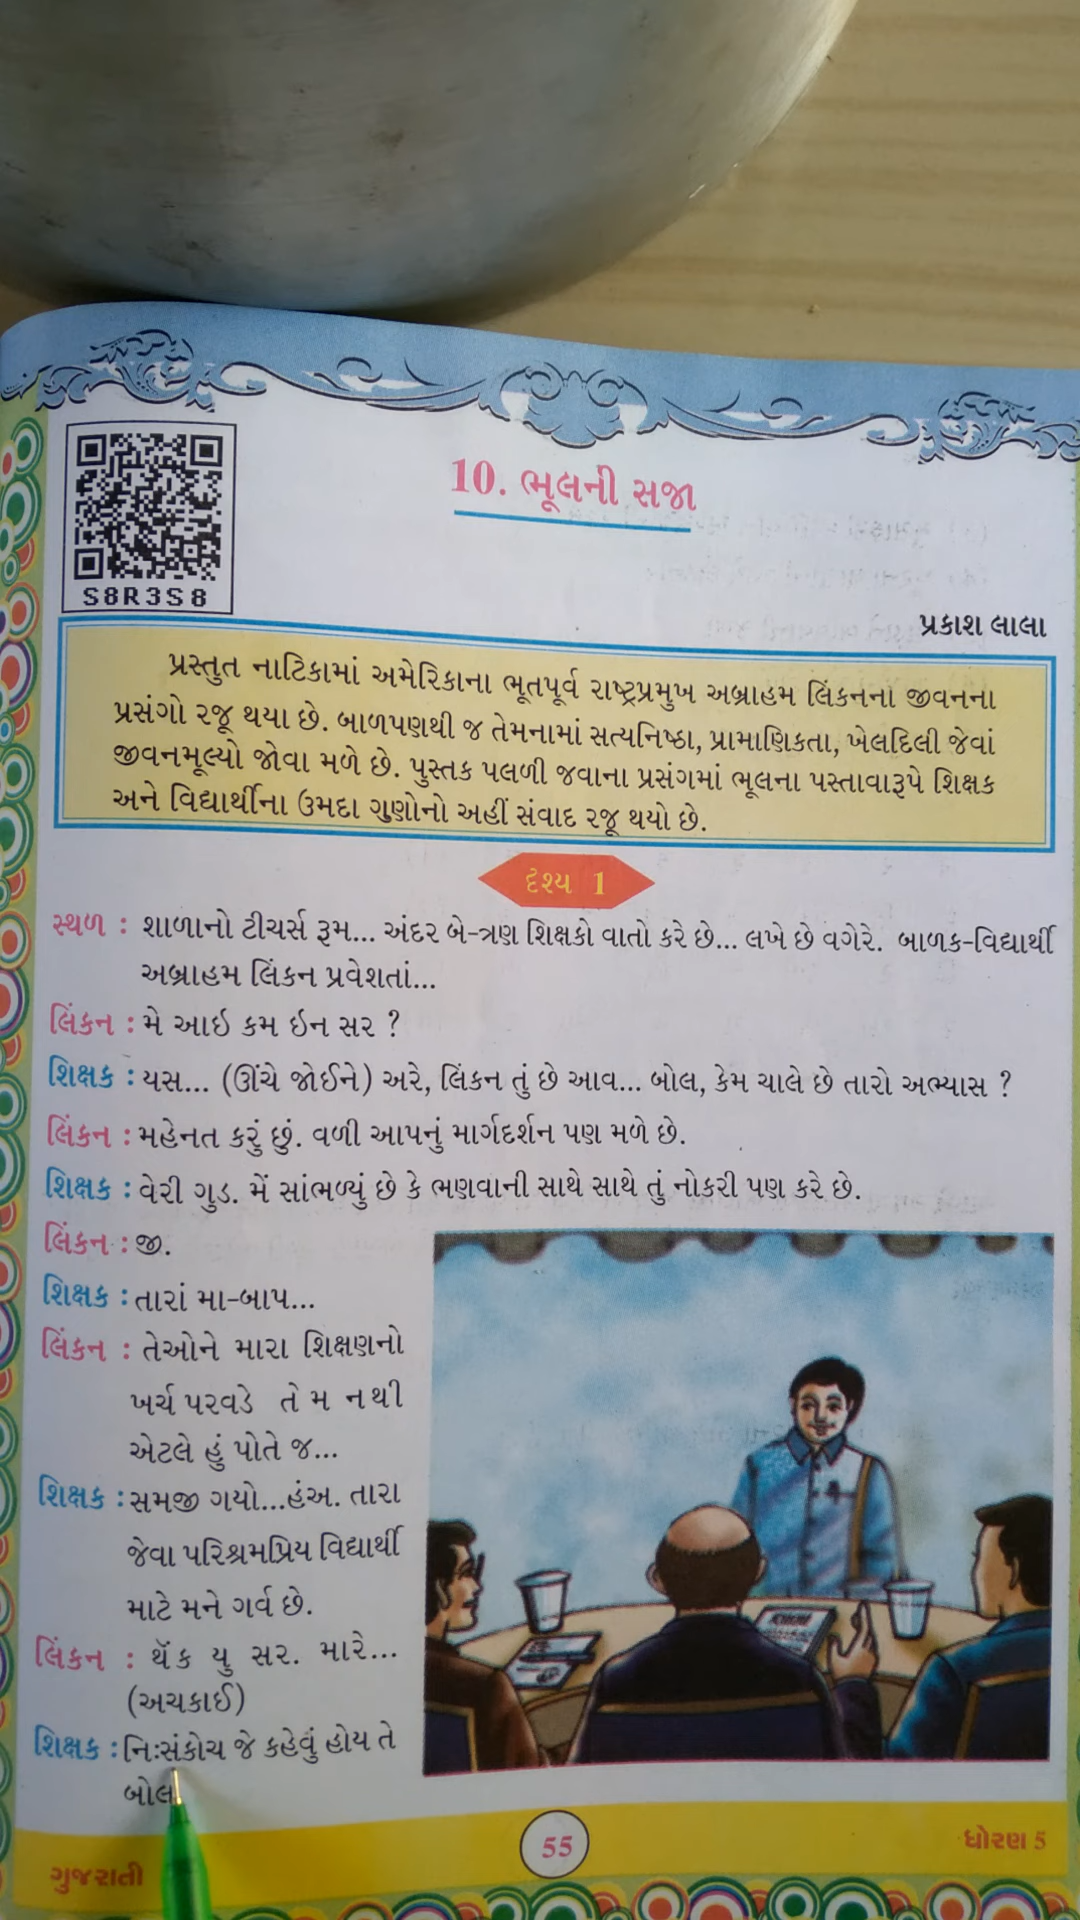 S8R3S8
10. ભૂલની સજા
પ્રકાશ લાલા
પ્રસ્તુત નાટિકામાં અમેરિકાના ભૂતપૂર્વ રાષ્ટ્રપ્રમુખ અબ્રાહમ લિંકનના જીવનના
પ્રસંગો રજૂ થયા છે. બાળપણથી જ તેમનામાં સત્યનિષ્ઠા, પ્રામાણિકતા, ખેલદિલી જેવાં
જીવનમૂલ્યો જોવા મળે છે. પુસ્તક પલળી જવાના પ્રસંગમાં ભૂલના પસ્તાવારૂપે શિક્ષક
અને વિદ્યાર્થીના ઉમદા ગુણોનો અહીં સંવાદ રજૂ થયો છે.
દૃશ્ય 1
સ્થળ : શાળાનો ટીચર્સ રૂમ... અંદર બે-ત્રણ શિક્ષકો વાતો કરે છે... લખે છે વગેરે. બાળક-વિદ્યાર્થી
અબ્રાહમ લિંકન પ્રવેશતાં...
લિંકન : મે આઇ કમ ઇન સર ?
શિક્ષક : યસ... (ઊંચે જોઈને) અરે, લિંકન તું છે આવ... બોલ, કેમ ચાલે છે તારો અભ્યાસ ?
લિંકન : મહેનત કરું છું. વળી આપનું માર્ગદર્શન પણ મળે છે.
શિક્ષક : વેરી ગુડ. મેં સાંભળ્યું છે કે ભણવાની સાથે સાથે તું નોકરી પણ કરે છે.
લિંકન : જી.
શિક્ષક : તારાં મા-બાપ...
લિંકન : તેઓને મારા શિક્ષણનો
ખર્ચ પરવડે તેમ નથી
એટલે હું પોતે જ...
શિક્ષક : સમજી ગયો...હંઅ. તારા
જેવા પરિશ્રમપ્રિય વિદ્યાર્થી
માટે મને ગર્વ છે.
લિંકન : થૅંક યુ સર. મારે...
(અચકાઈ)
શિક્ષક : નિઃસંકોચ જે કહેવું હોય તે
બોલ
55
ધોરણ 5
ગુજરાતી